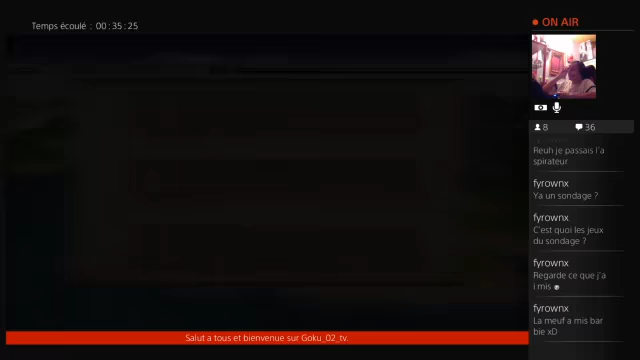 Temps écoulé : 00:35:25
ON AIR
8 36
Reuh je passais l'a
spirateur
fyrownx
Ya un sondage ?
fyrownx
C'est quoi les jeux
du sondage ?
fyrownx
Regarde ce que j'a
i mis
fyrownx
La meuf a mis bar
bie xD
Salut a tous et bienvenue sur Goku_02_tv.